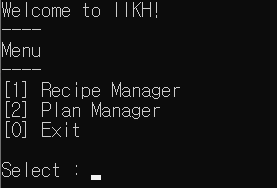 Welcome to IIKH!
----
Menu
----
[1] Recipe Manager
[2] Plan Manager
[0] Exit
Select :